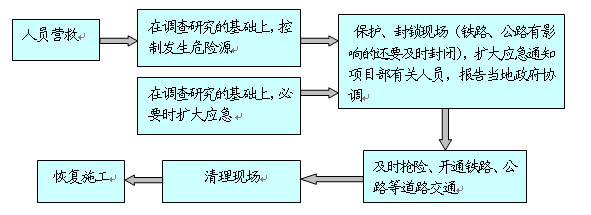 人员营救
在调查研究的基础上，控
制发生危险源
保护、封锁现场（铁路、公路有影
响的还要及时封闭），扩大应急通知
项目部有关人员，报告当地政府协
调
在调查研究的基础上，必
要时扩大应急
及时抢险、开通铁路、公
路等道路交通
清理现场
恢复施工